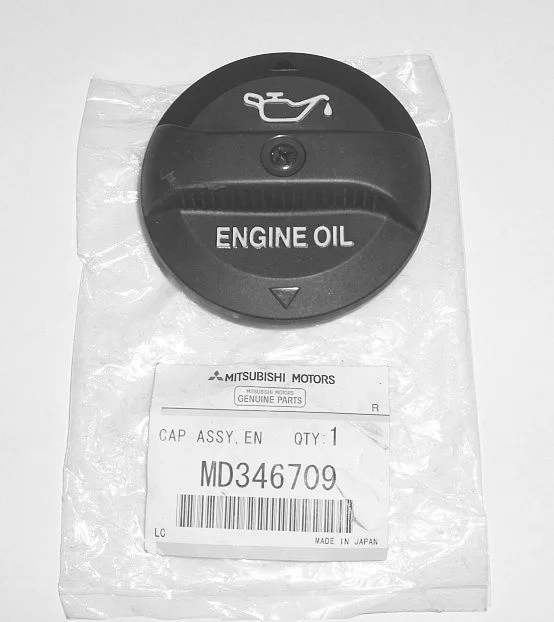 ENGINE OIL
MITSUBISHI MOTORS
MITSUBISHI MOTORS
GENUINE PARTS
R
CAP ASSY,EN QTY:1
MD346709
LC
MADE IN JAPAN